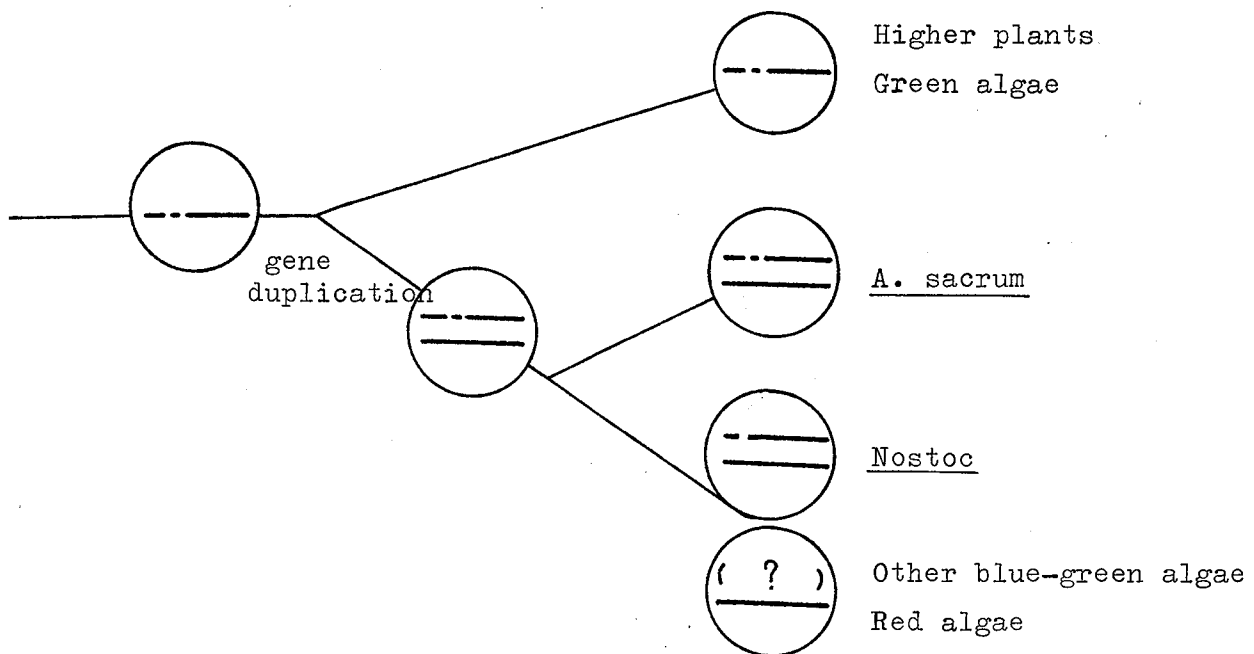 Higher plants
Green algae
gene
duplication
A. sacrum
Nostoc
( ? )
Other blue-green algae
Red algae